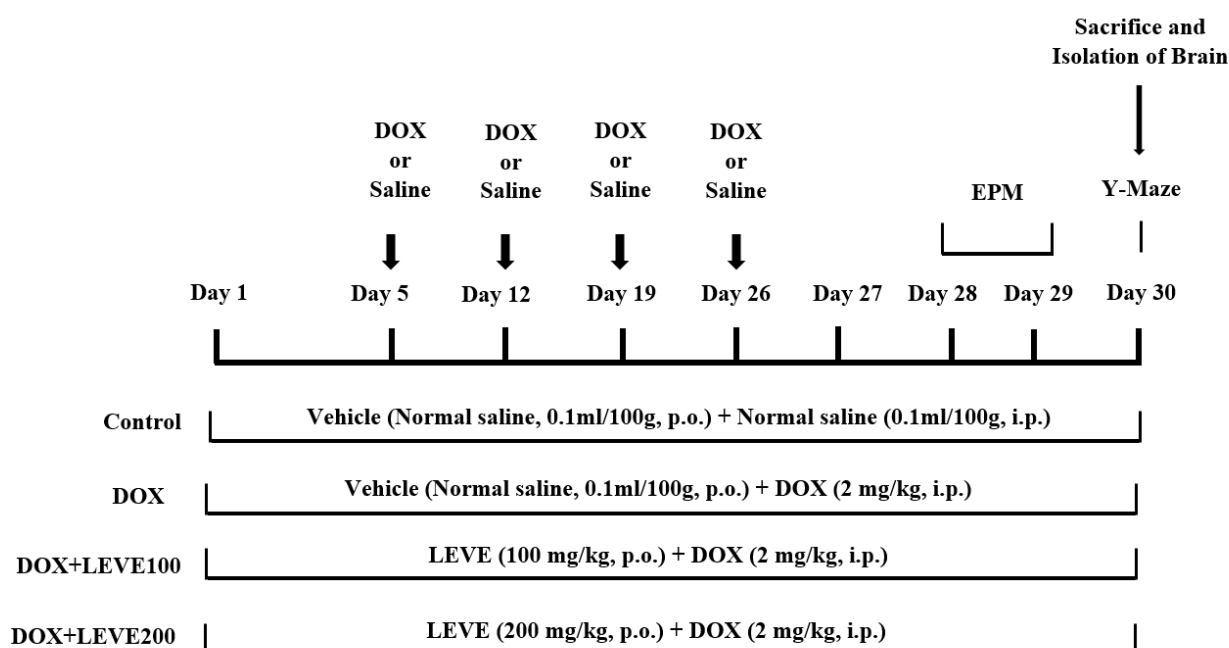 Sacrifice and
Isolation of Brain
DOX
or
Saline
DOX
or
Saline
DOX
or
Saline
DOX
or
Saline
EPM
Y-Maze
Day 1
Day 5
Day 12
Day 19
Day 26
Day 27
Day 28
Day 29
Day 30
Control
Vehicle (Normal saline, 0.1ml/100g, p.o.) + Normal saline (0.1ml/100g, i.p.)
DOX
Vehicle (Normal saline, 0.1ml/100g, p.o.) + DOX (2 mg/kg, i.p.)
DOX+LEVE100
LEVE (100 mg/kg, p.o.) + DOX (2 mg/kg, i.p.)
DOX+LEVE200
LEVE (200 mg/kg, p.o.) + DOX (2 mg/kg, i.p.)